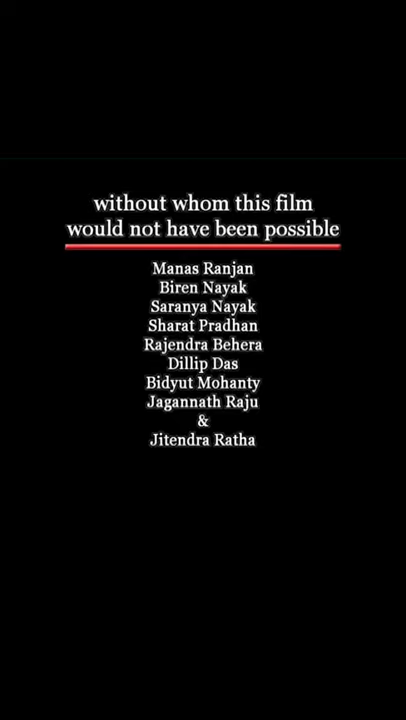 without whom this film
would not have been possible
Manas Ranjan
Biren Nayak
Saranya Nayak
Sharat Pradhan
Rajendra Behera
Dillip Das
Bidyut Mohanty
Jagannath Raju
&
Jitendra Ratha